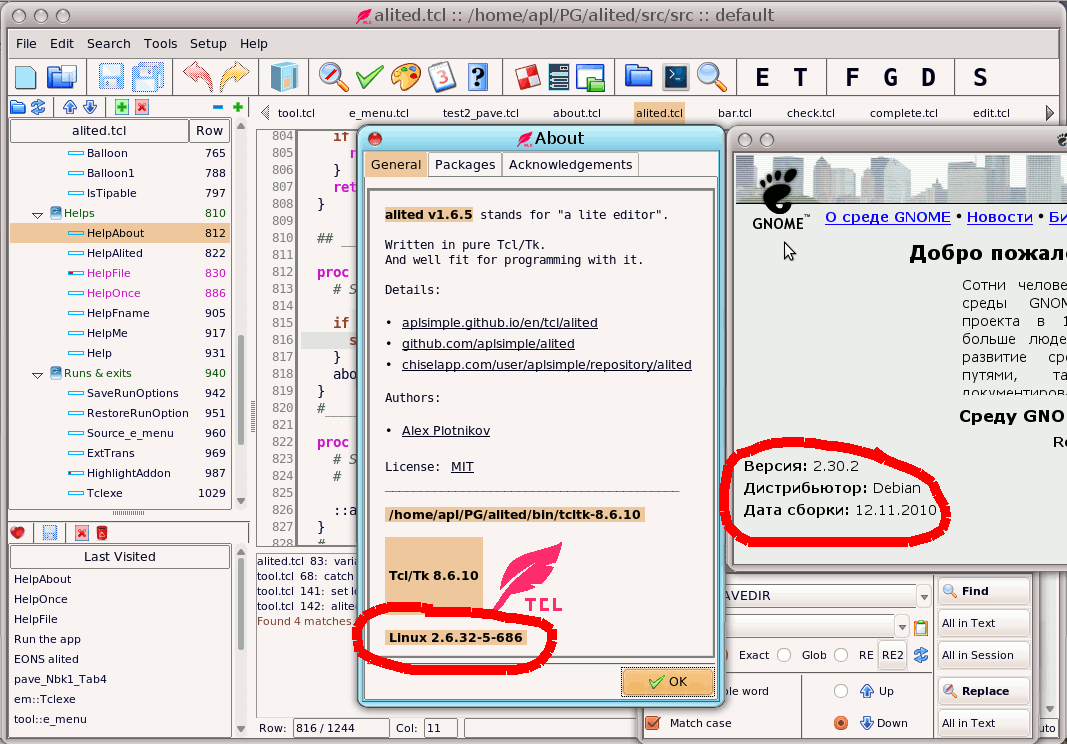 alited.tcl :: /home/apl/PG/alited/src/src :: default
File Edit Search Tools Setup Help
E T F G D S
tool.tcl e_menu.tcl test2_pave.tcl about.tcl alited.tcl bar.tcl check.tcl complete.tcl edit.tcl
alited.tcl Row
Balloon 765
Balloon1 788
IsTipable 797
Helps 810
HelpAbout 812
HelpAlited 822
HelpFile 830
HelpOnce 886
HelpFname 905
HelpMe 917
Help 931
Runs & exits 940
SaveRunOptions 942
RestoreRunOption 951
Source_e_menu 960
ExtTrans 969
HighlightAddon 987
Tclexe 1029
Last Visited
HelpAbout
HelpOnce
HelpFile
Run the app
EONS alited
pave_Nbk1_Tab4
em::Tclexe
tool::e_menu
804 if
805 r
806 }
807 ret
808 }
809
810 ## __
811
812 proc
813 # S
814
815 if
816 s
817 }
818 abo
819 }
820 #___
821
822 proc
823 # S
824 #
825
826 ::a
827 }
828 #
alited.tcl 83: varia
tool.tcl 68: catch
tool.tcl 141: set l
tool.tcl 142: alite
Found 4 matches
Row: 816 / 1244 Col: 11
About
General Packages Acknowledgements
alited v1.6.5 stands for "a lite editor".
Written in pure Tcl/Tk.
And well fit for programming with it.
Details:
• aplsimple.github.io/en/tcl/alited
• github.com/aplsimple/alited
• chiselapp.com/user/aplsimple/repository/alited
Authors:
• Alex Plotnikov
License: MIT
/home/apl/PG/alited/bin/tcltk-8.6.10
Tcl/Tk 8.6.10
TCL
Linux 2.6.32-5-686
OK
GNOME™
О среде GNOME • Новости • Би
Добро пожал
Сотни челове
среды GNOM
проекта в 1
больше люде
развитие сре
путями, та
документиров
Среду GNO
Re
Версия: 2.30.2
Дистрибьютор: Debian
Дата сборки: 12.11.2010
AVEDIR
Find
All in Text
Exact Glob RE RE2 All in Session
le word Up Replace
Match case Down All in Text
uto